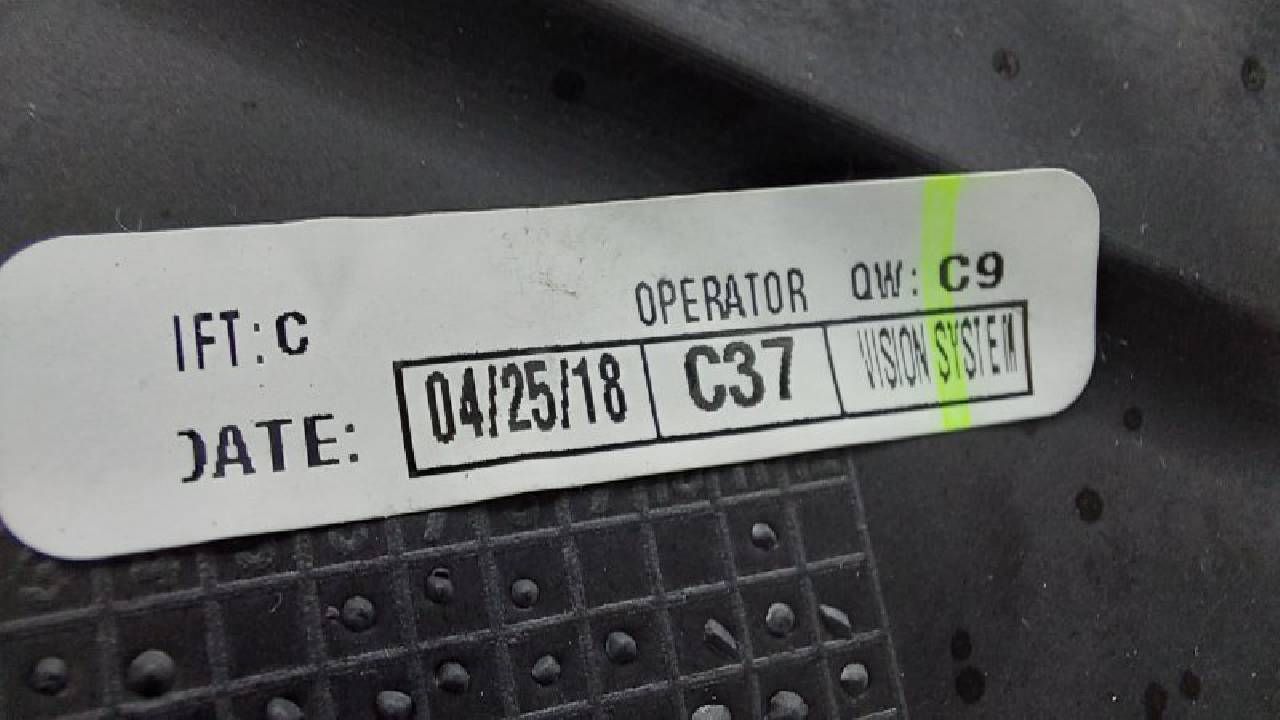 OPERATOR QW: C9
IFT: C
04/25/18 C37 VISION SYSTEM
DATE: